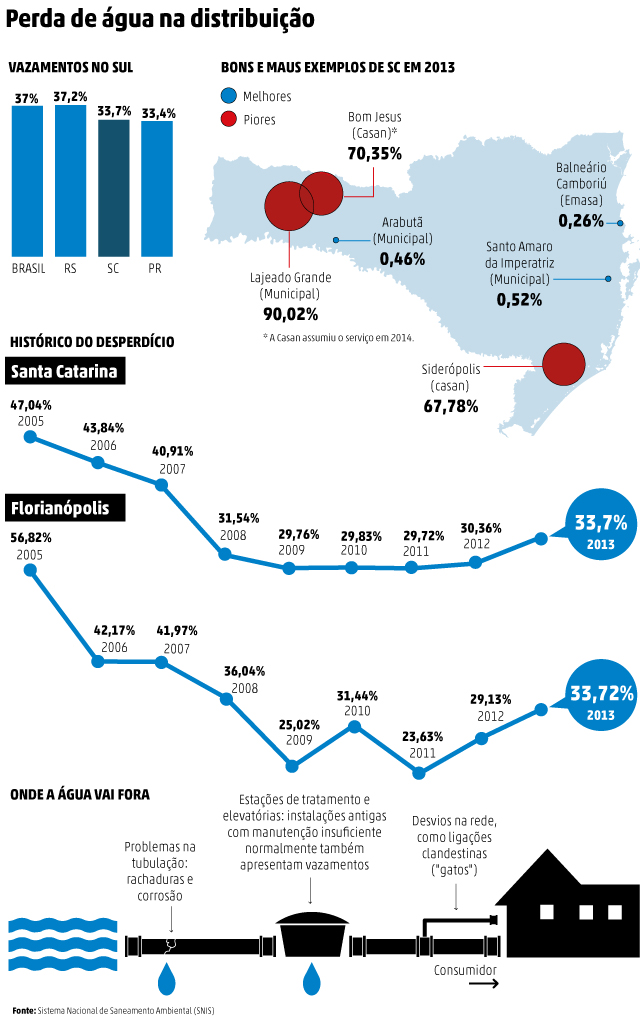 Perda de água na distribuição
VAZAMENTOS NO SUL
37%
37,2%
33,7%
33,4%
BRASIL
RS
SC
PR
BONS E MAUS EXEMPLOS DE SC EM 2013
Melhores
Piores
Bom Jesus
(Casan)*
70,35%
Balneário
Camboriú
(Emasa)
0,26%
Arabutã
(Municipal)
0,46%
Santo Amaro
da Imperatriz
(Municipal)
0,52%
Lajeado Grande
(Municipal)
90,02%
* A Casan assumiu o serviço em 2014.
Siderópolis
(casan)
67,78%
HISTÓRICO DO DESPERDÍCIO
Santa Catarina
47,04%
2005
43,84%
2006
40,91%
2007
31,54%
2008
29,76%
2009
29,83%
2010
29,72%
2011
30,36%
2012
33,7%
2013
Florianópolis
56,82%
2005
42,17%
2006
41,97%
2007
36,04%
2008
25,02%
2009
31,44%
2010
23,63%
2011
29,13%
2012
33,72%
2013
ONDE A ÁGUA VAI FORA
Problemas na
tubulação:
rachaduras e
corrosão
Estações de tratamento e
elevatórias: instalações antigas
com manutenção insuficiente
normalmente também
apresentam vazamentos
Desvios na rede,
como ligações
clandestinas
("gatos")
Consumidor
Fonte: Sistema Nacional de Saneamento Ambiental (SNIS)